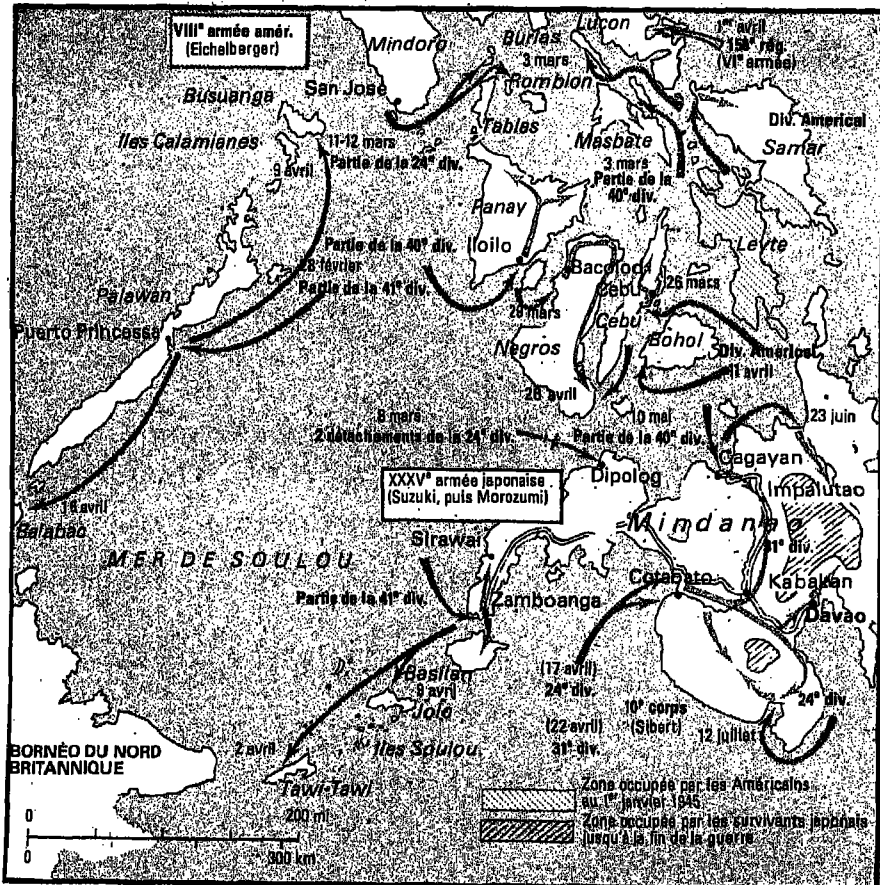 VIIIᵉ armée amér.
(Eichelberger)
Mindoro
Burias
3 mars
Luçon
1ᵉʳ avril
158ᵉ rég.
(VIᵉ armée)
Busuanga
San José
Romblon
Iles Calamianes
11-12 mars
Partie de la 24ᵉ div.
Tablas
Masbate
3 mars
Partie de la
40ᵉ div.
Div. Americal
Samar
9 avril
Panay
Leyte
Partie de la 40ᵉ div.
Iloilo
28 février
Partie de la 41ᵉ div.
Bacolod
Cebu
26 mars
Palawan
Puerto Princessa
29 mars
Cebu
Negros
Bohol
Div. Americal
11 avril
26 avril
8 mars
2 détachements de la 24ᵉ div.
10 mai
Partie de la 40ᵉ div.
23 juin
Cagayan
XXXVᵉ armée japonaise
(Suzuki, puis Morozumi)
Dipolog
Impalutao
16 avril
Balabac
Mindanao
MER DE SOULOU
Sirawai
31ᵉ div.
Cotabato
Kabakan
Partie de la 41ᵉ div.
Zamboanga
Davao
Basilan
9 avril
Jolo
(17 avril)
24ᵉ div.
10ᵉ corps
(Sibert)
24ᵉ div.
(22 avril)
31ᵉ div.
12 juillet
BORNÉO DU NORD
BRITANNIQUE
2 avril
Iles Soulou
Tawi-Tawi
Zone occupée par les Américains
au 1ᵉʳ janvier 1945
Zone occupée par les survivants japonais
jusqu'à la fin de la guerre
0
200 mi
0
300 km